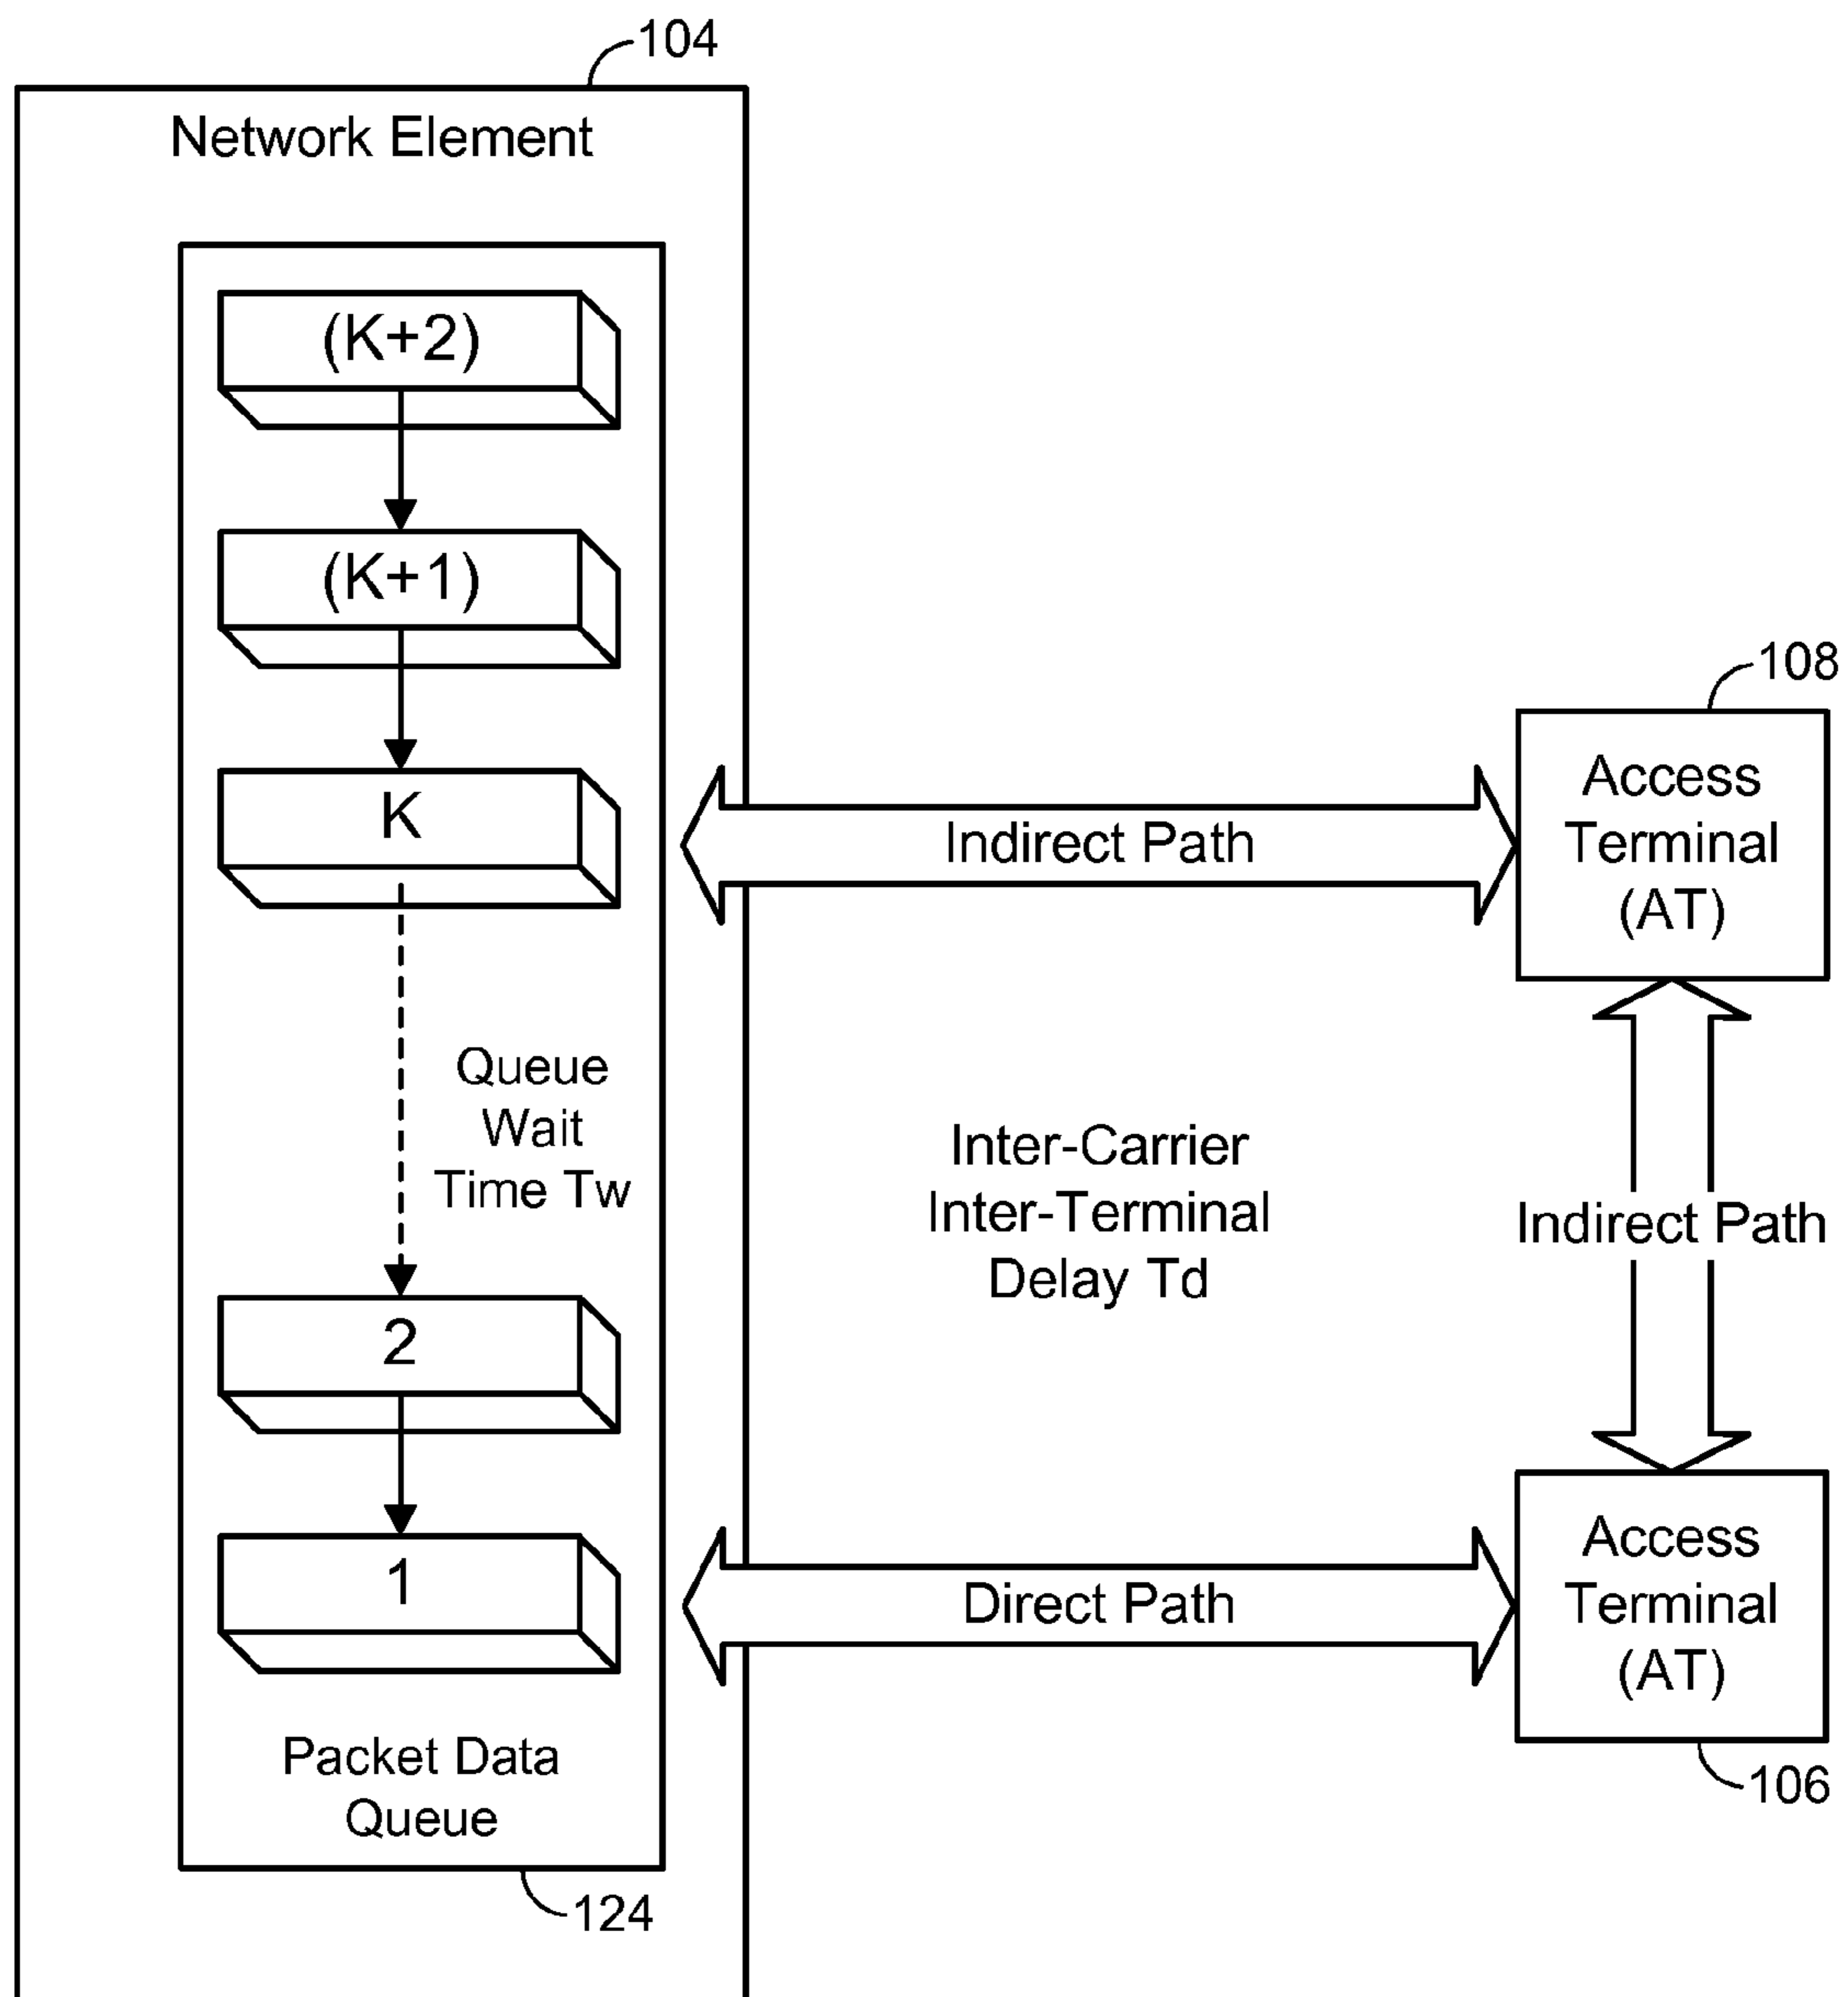 104
Network Element
(K+2)
(K+1)
K
Queue
Wait
Time Tw
2
1
Packet Data
Queue
124
Indirect Path
Inter-Carrier
Inter-Terminal
Delay Td
Direct Path
108
Access
Terminal
(AT)
Indirect Path
Access
Terminal
(AT)
106